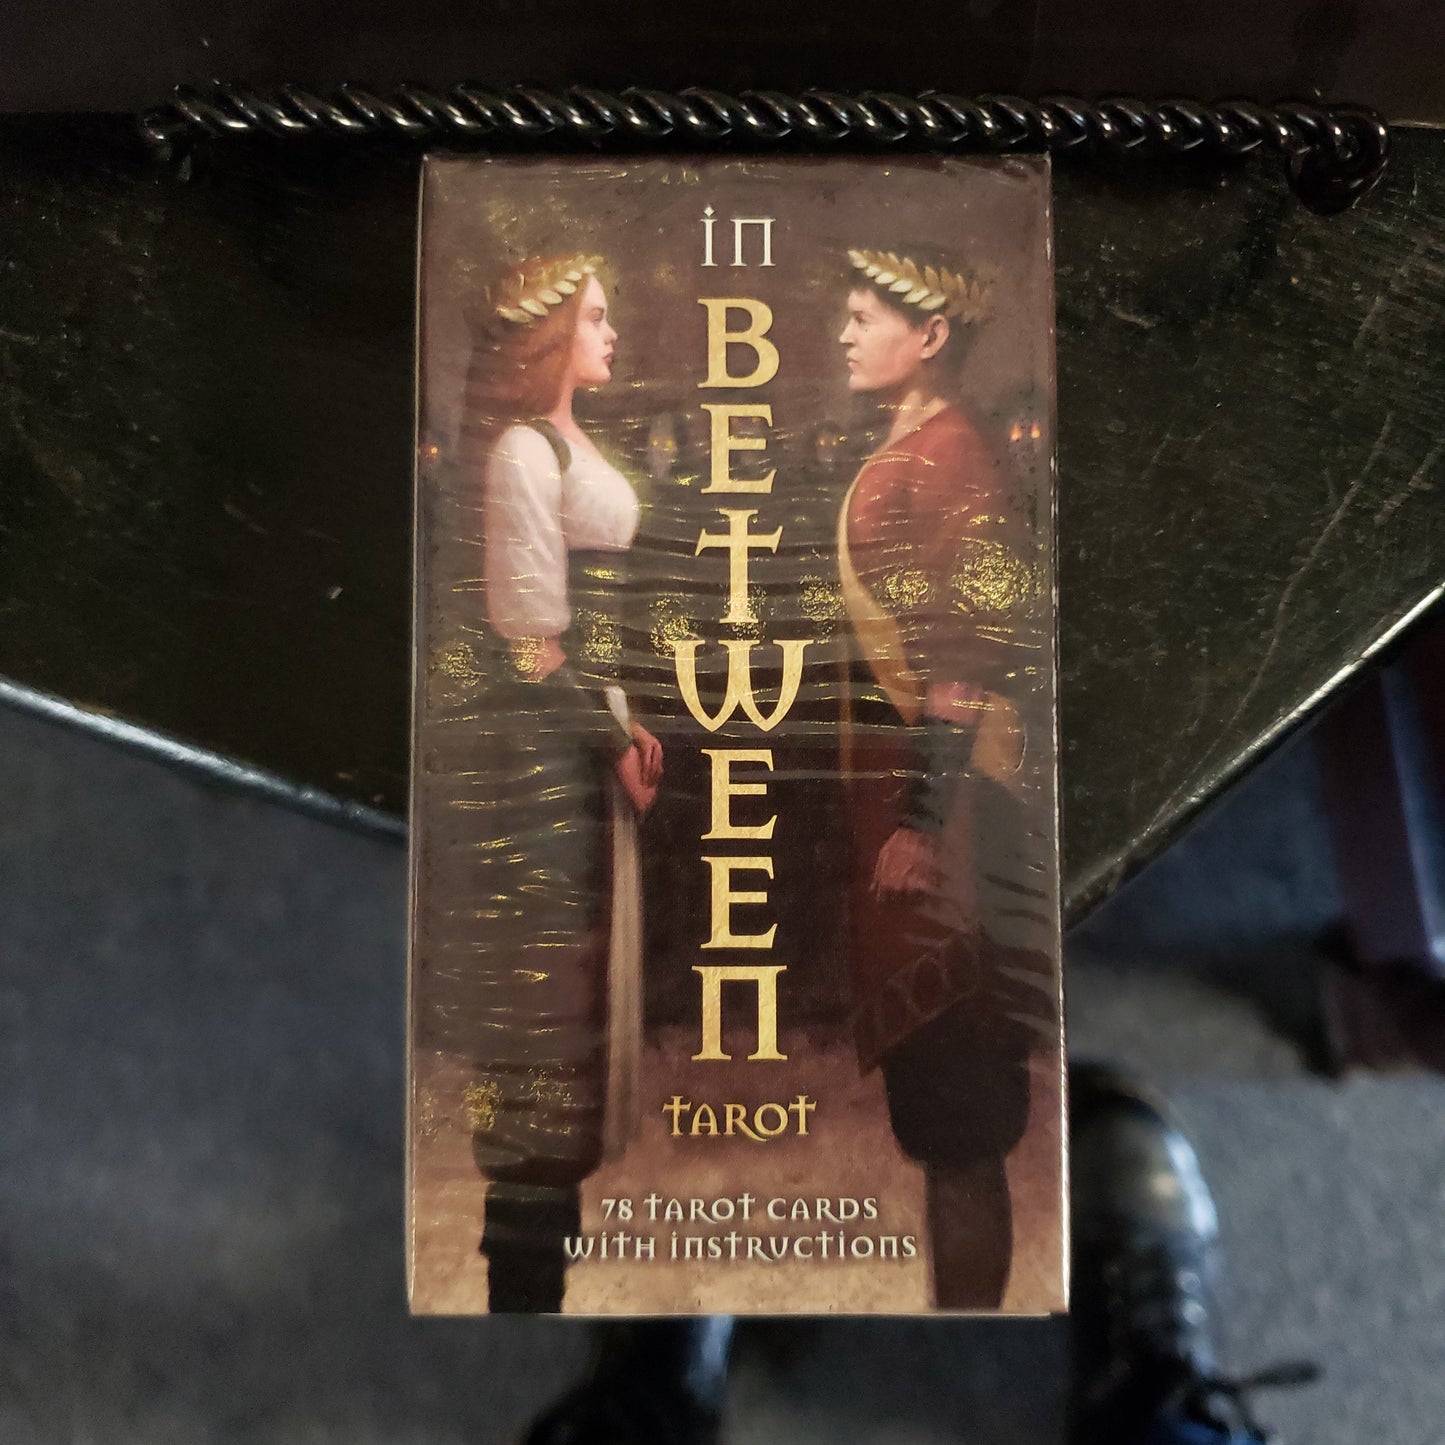 in
BETWEEN
TAROT
78 TAROT CARDS
WITH INSTRUCTIONS